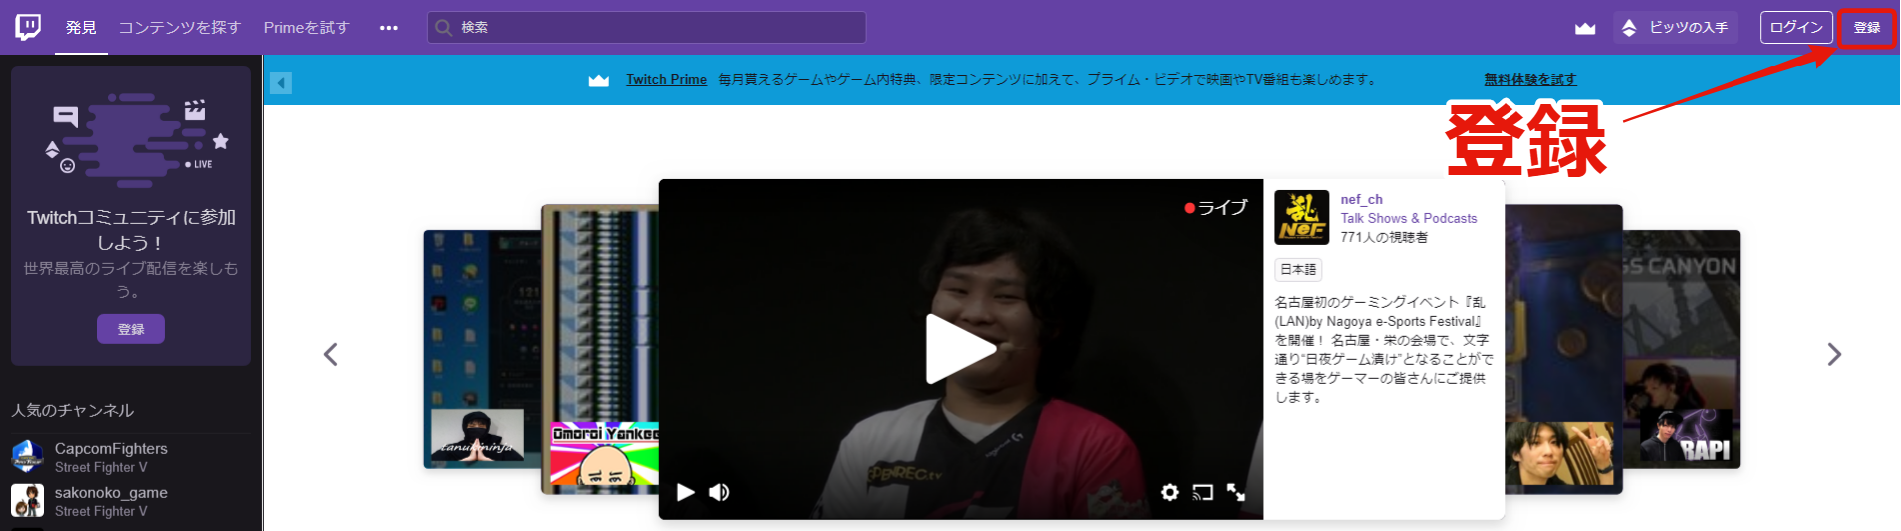 発見 コンテンツを探す Primeを試す ••• 検索 ビッツの入手 ログイン 登録
Twitch Prime 毎月貰えるゲームやゲーム内特典、限定コンテンツに加えて、プライム・ビデオで映画やTV番組も楽しめます。 無料体験を試す
登録
LIVE
Twitchコミュニティに参加
しよう！
世界最高のライブ配信を楽しも
う。
登録
人気のチャンネル
CapcomFighters
Street Fighter V
sakonoko_game
Street Fighter V
tanukininja
Omoroi Yankee
ライブ
OPENREC.tv
乱
NeF
nef_ch
Talk Shows & Podcasts
771人の視聴者
日本語
名古屋初のゲーミングイベント『乱
(LAN)by Nagoya e-Sports Festival』
を開催！ 名古屋・栄の会場で、文字
通り“日夜ゲーム漬け”となることがで
きる場をゲーマーの皆さんにご提供
します。
GS CANYON
RAPI